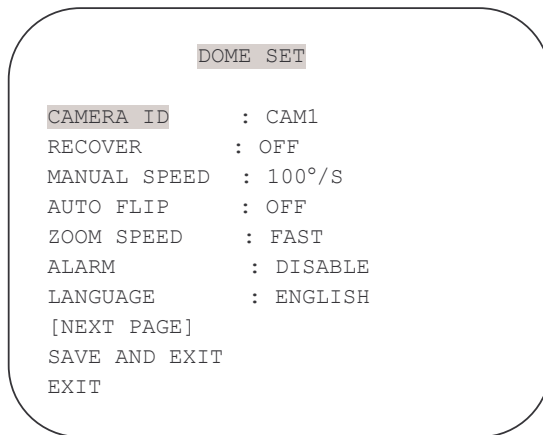 DOME SET
CAMERA ID : CAM1
RECOVER : OFF
MANUAL SPEED : 100°/S
AUTO FLIP : OFF
ZOOM SPEED : FAST
ALARM : DISABLE
LANGUAGE : ENGLISH
[NEXT PAGE]
SAVE AND EXIT
EXIT